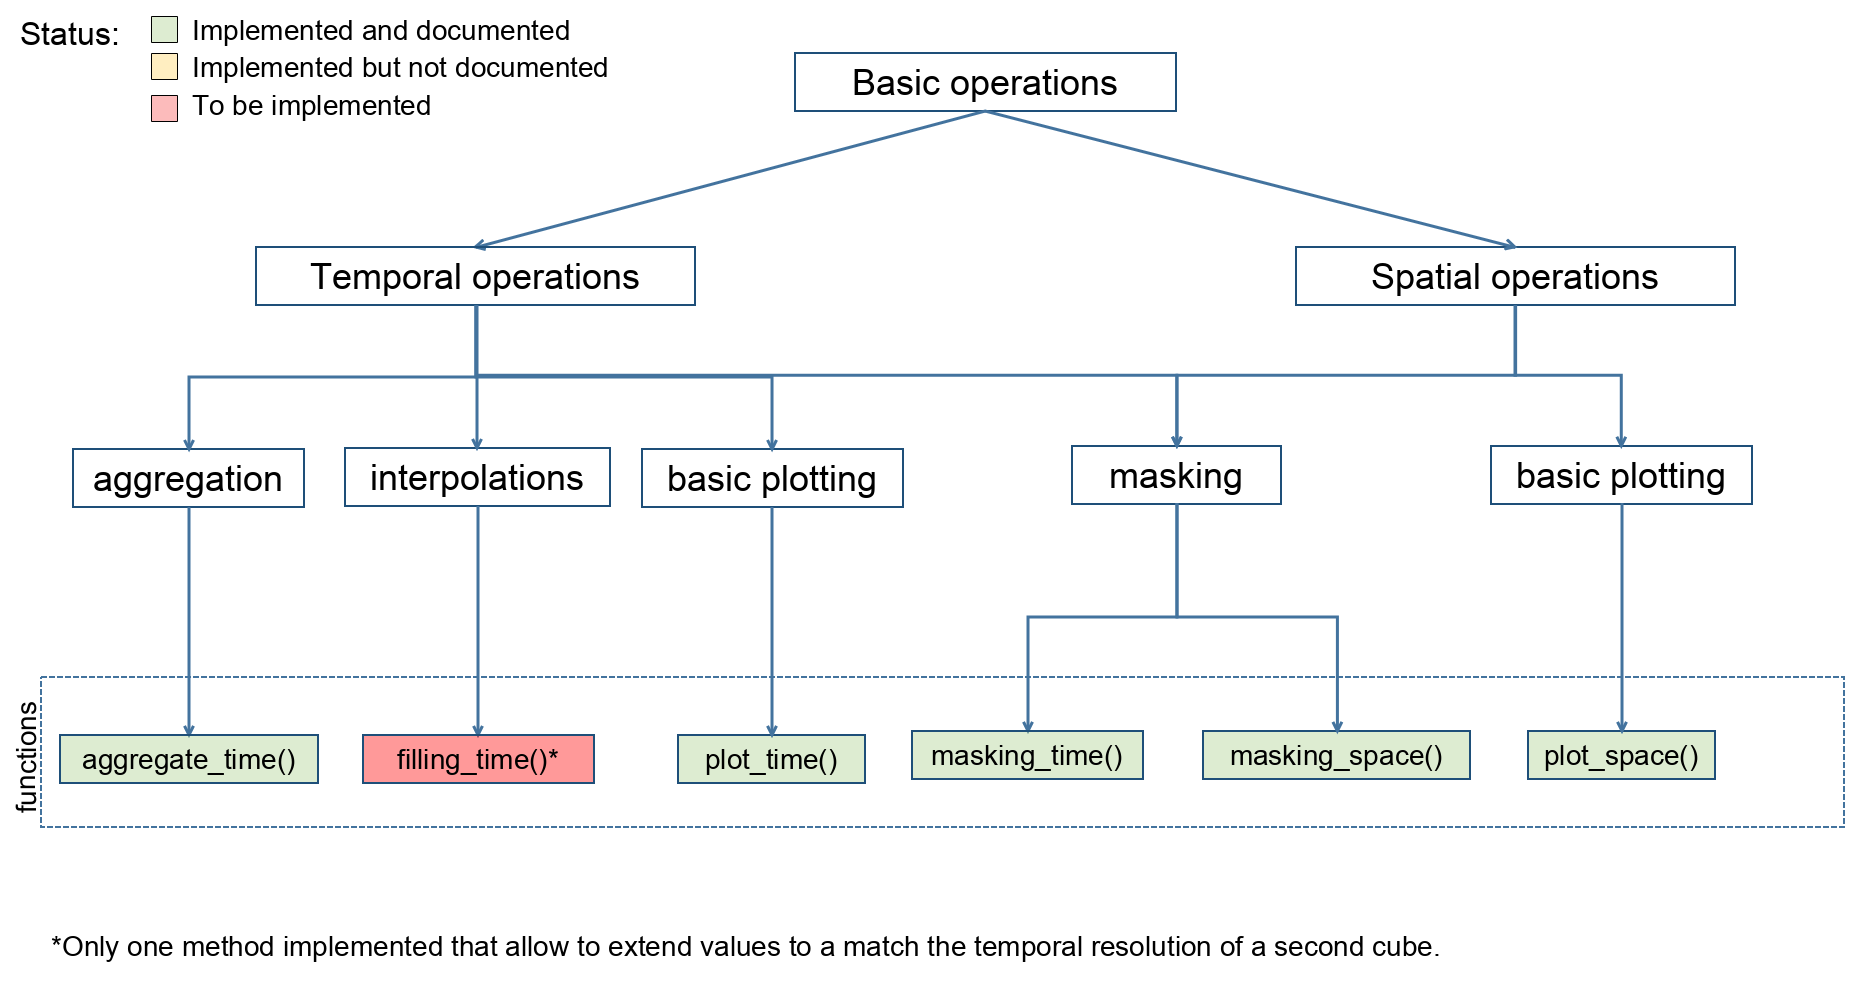 Status:
Implemented and documented
Implemented but not documented
To be implemented
Basic operations
Temporal operations
Spatial operations
aggregation
interpolations
basic plotting
masking
basic plotting
functions
aggregate_time()
filling_time()*
plot_time()
masking_time()
masking_space()
plot_space()
*Only one method implemented that allow to extend values to a match the temporal resolution of a second cube.